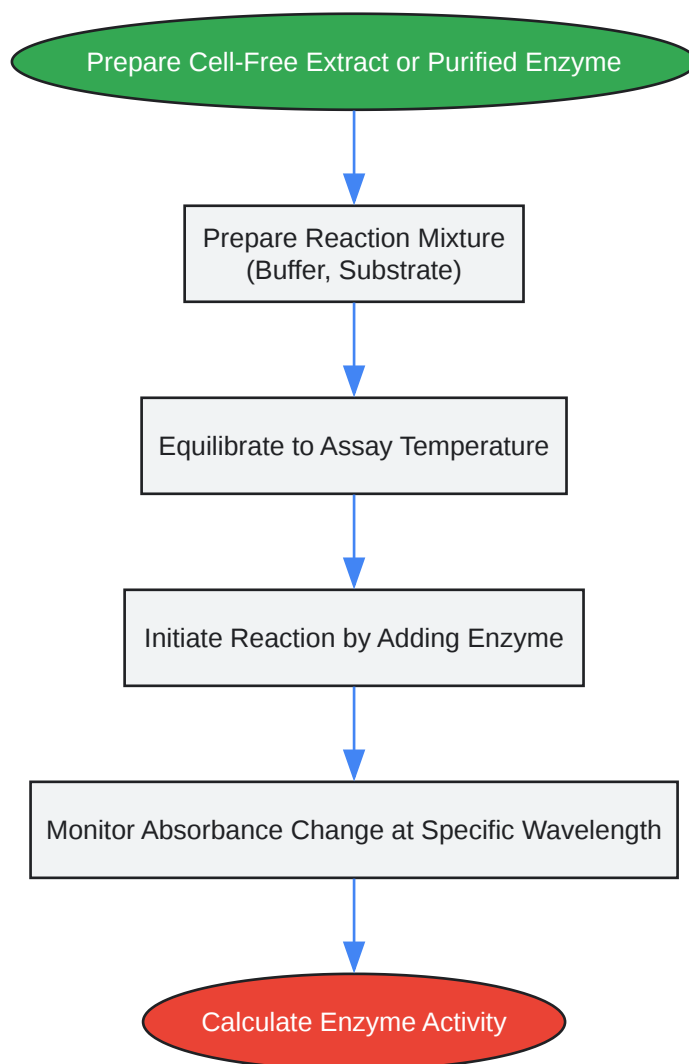 Prepare Cell-Free Extract or Purified Enzyme
Prepare Reaction Mixture
(Buffer, Substrate)
Equilibrate to Assay Temperature
Initiate Reaction by Adding Enzyme
Monitor Absorbance Change at Specific Wavelength
Calculate Enzyme Activity